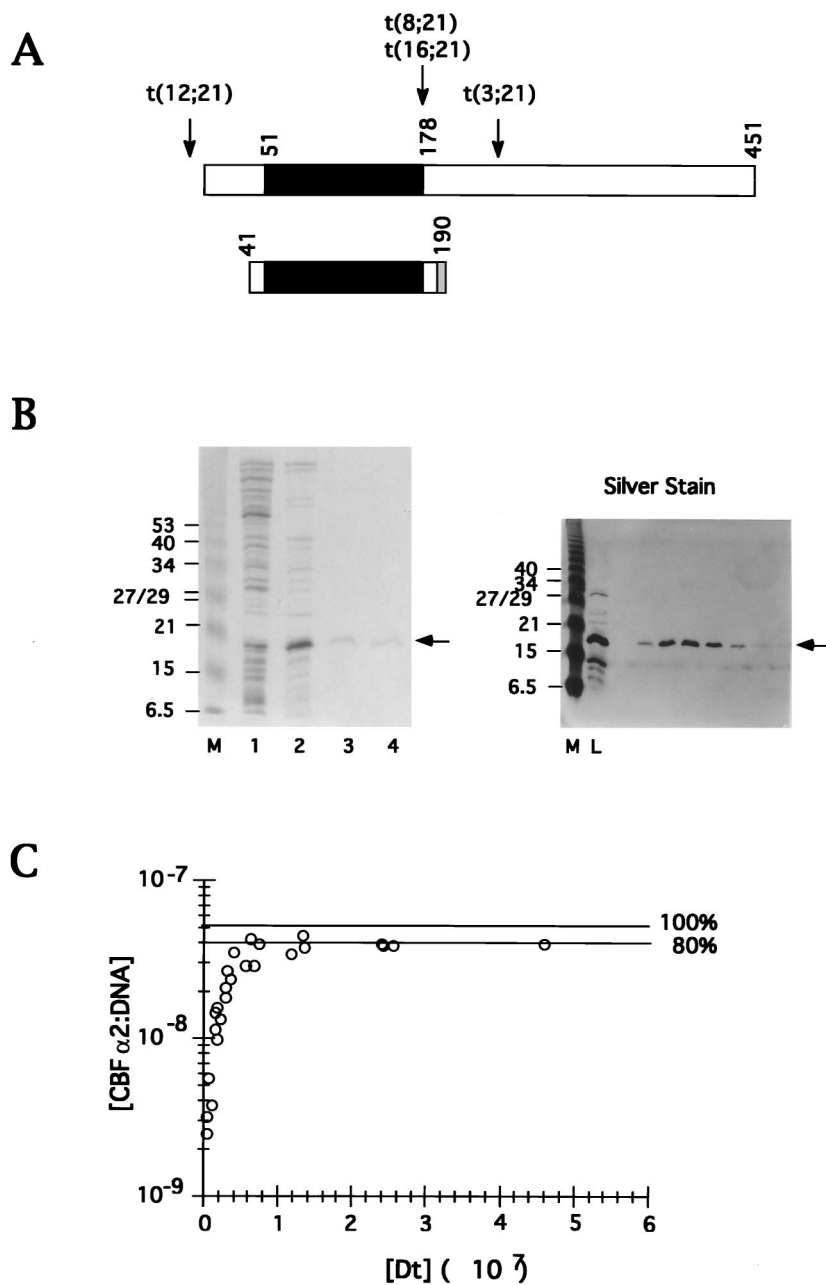 A
t(8;21)
t(16;21)
t(12;21)
t(3;21)
51
178
451
41
190
B
Silver Stain
53
40
34
27/29
21
15
6.5
M 1 2 3 4
40
34
27/29
21
15
6.5
M L
C
10-7
100%
80%
10-8
10-9
[CBF α2:DNA]
0 1 2 3 4 5 6
[Dt] ( 10 7)